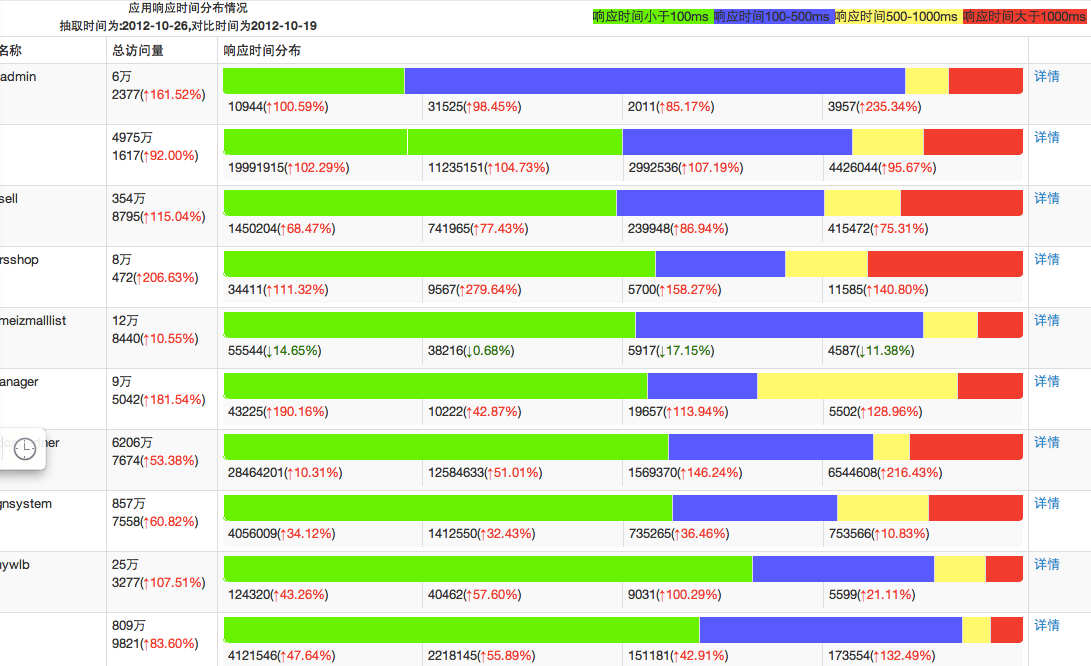 应用响应时间分布情况
抽取时间为:2012-10-26,对比时间为2012-10-19
响应时间小于100ms 响应时间100-500ms 响应时间500-1000ms 响应时间大于1000ms
名称 总访问量 响应时间分布
admin 6万 详情
2377(↑161.52%)
10944(↑100.59%) 31525(↑98.45%) 2011(↑85.17%) 3957(↑235.34%)
4975万 详情
1617(↑92.00%)
19991915(↑102.29%) 11235151(↑104.73%) 2992536(↑107.19%) 4426044(↑95.67%)
sell 354万 详情
8795(↑115.04%)
1450204(↑68.47%) 741965(↑77.43%) 239948(↑86.94%) 415472(↑75.31%)
rsshop 8万 详情
472(↑206.63%)
34411(↑111.32%) 9567(↑279.64%) 5700(↑158.27%) 11585(↑140.80%)
meizmalllist 12万 详情
8440(↑10.55%)
55544(↓14.65%) 38216(↓0.68%) 5917(↓17.15%) 4587(↓11.38%)
anager 9万 详情
5042(↑181.54%)
43225(↑190.16%) 10222(↑42.87%) 19657(↑113.94%) 5502(↑128.96%)
her 6206万 详情
7674(↑53.38%)
28464201(↑10.31%) 12584633(↑51.01%) 1569370(↑146.24%) 6544608(↑216.43%)
gnsystem 857万 详情
7558(↑60.82%)
4056009(↑34.12%) 1412550(↑32.43%) 735265(↑36.46%) 753566(↑10.83%)
ywlb 25万 详情
3277(↑107.51%)
124320(↑43.26%) 40462(↑57.60%) 9031(↑100.29%) 5599(↑21.11%)
809万 详情
9821(↑83.60%)
4121546(↑47.64%) 2218145(↑55.89%) 151181(↑42.91%) 173554(↑132.49%)